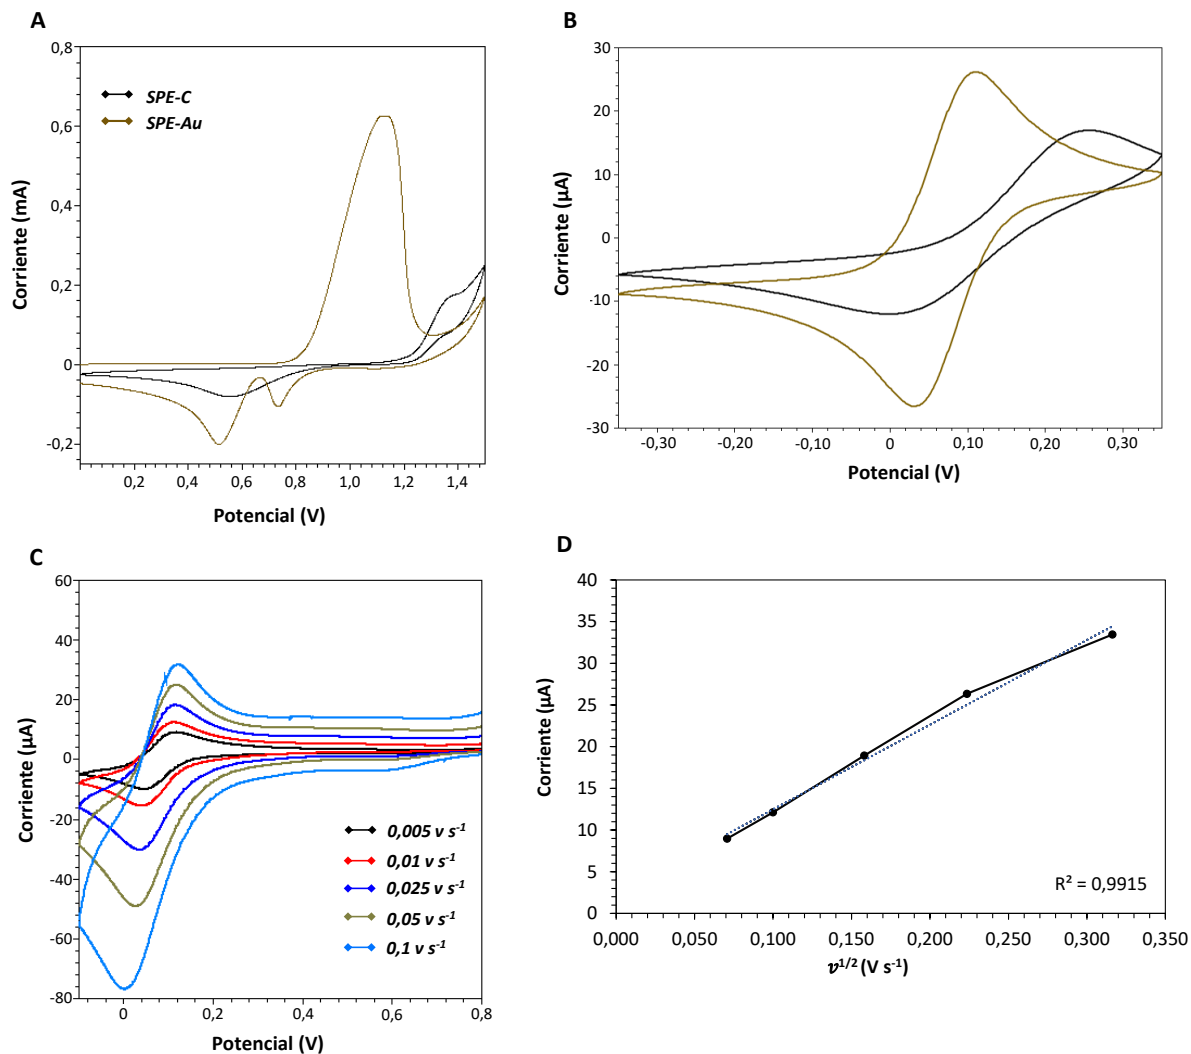 A
0,8
0,6
0,4
0,2
0
-0,2
Corriente (mA)
SPE-C
SPE-Au
0,2
0,4
0,6
0,8
1,0
1,2
1,4
Potencial (V)
B
30
20
10
0
-10
-20
-30
Corriente (µA)
-0,30
-0,20
-0,10
0
0,10
0,20
0,30
Potencial (V)
C
60
40
20
0
-20
-40
-60
-80
Corriente (µA)
0,005 v s⁻¹
0,01 v s⁻¹
0,025 v s⁻¹
0,05 v s⁻¹
0,1 v s⁻¹
0
0,2
0,4
0,6
0,8
Potencial (V)
D
40
35
30
25
20
15
10
5
0
Corriente (µA)
R² = 0,9915
0,000
0,050
0,100
0,150
0,200
0,250
0,300
0,350
v¹/² (V s⁻¹)